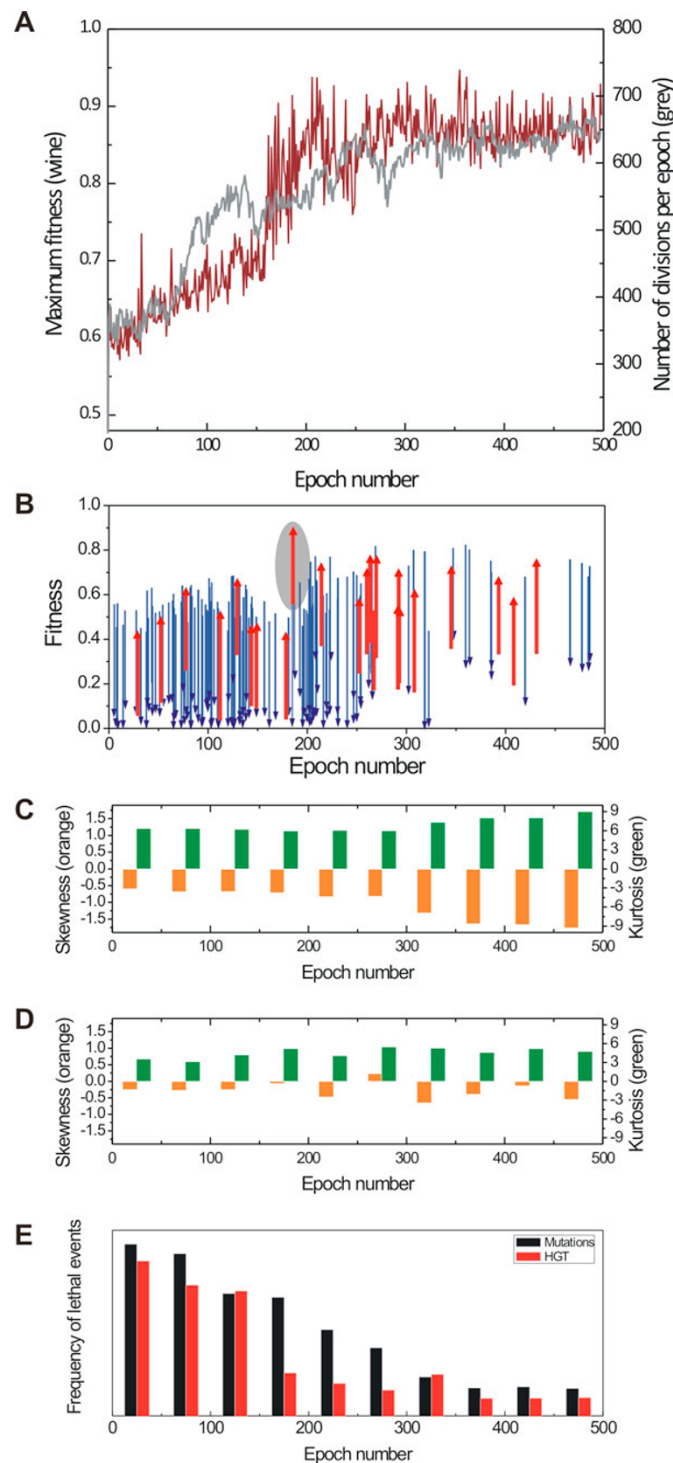 A
1.0
0.9
0.8
0.7
0.6
0.5
Maximum fitness (wine)
800
700
600
500
400
300
200
Number of divisions per epoch (grey)
0 100 200 300 400 500
Epoch number
B
1.0
0.8
0.6
0.4
0.2
0.0
Fitness
0 100 200 300 400 500
Epoch number
C
1.5
1.0
0.5
0.0
-0.5
-1.0
-1.5
Skewness (orange)
9
6
3
0
-3
-6
-9
Kurtosis (green)
0 100 200 300 400 500
Epoch number
D
1.5
1.0
0.5
0.0
-0.5
-1.0
-1.5
Skewness (orange)
9
6
3
0
-3
-6
-9
Kurtosis (green)
0 100 200 300 400 500
Epoch number
E
Frequency of lethal events
Mutations
HGT
0 100 200 300 400 500
Epoch number